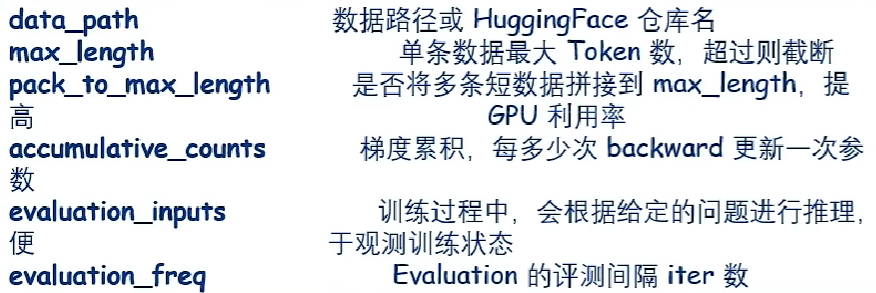 data_path 数据路径或 HuggingFace 仓库名
max_length 单条数据最大 Token 数，超过则截断
pack_to_max_length 是否将多条短数据拼接到 max_length，提
高 GPU 利用率
accumulative_counts 梯度累积，每多少次 backward 更新一次参
数
evaluation_inputs 训练过程中，会根据给定的问题进行推理，
便 于观测训练状态
evaluation_freq Evaluation 的评测间隔 iter 数